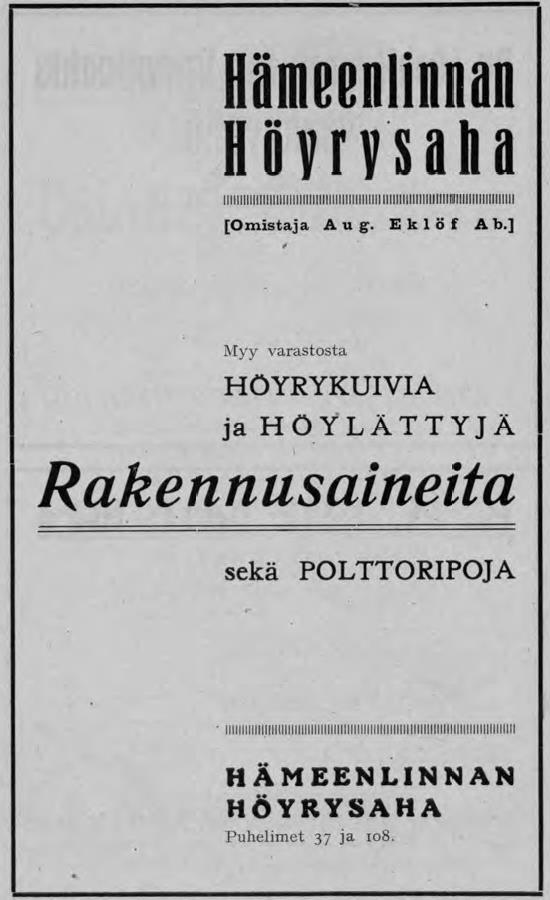 Hämeenlinnan
Höyrysaha
[Omistaja Aug. Eklöf Ab.]
Myy varastosta
HÖYRYKUIVIA
ja HÖYLÄTTYJÄ
Rakennusaineita
sekä POLTTORIPOJA
HÄMEENLINNAN
HÖYRYSAHA
Puhelimet 37 ja 108.